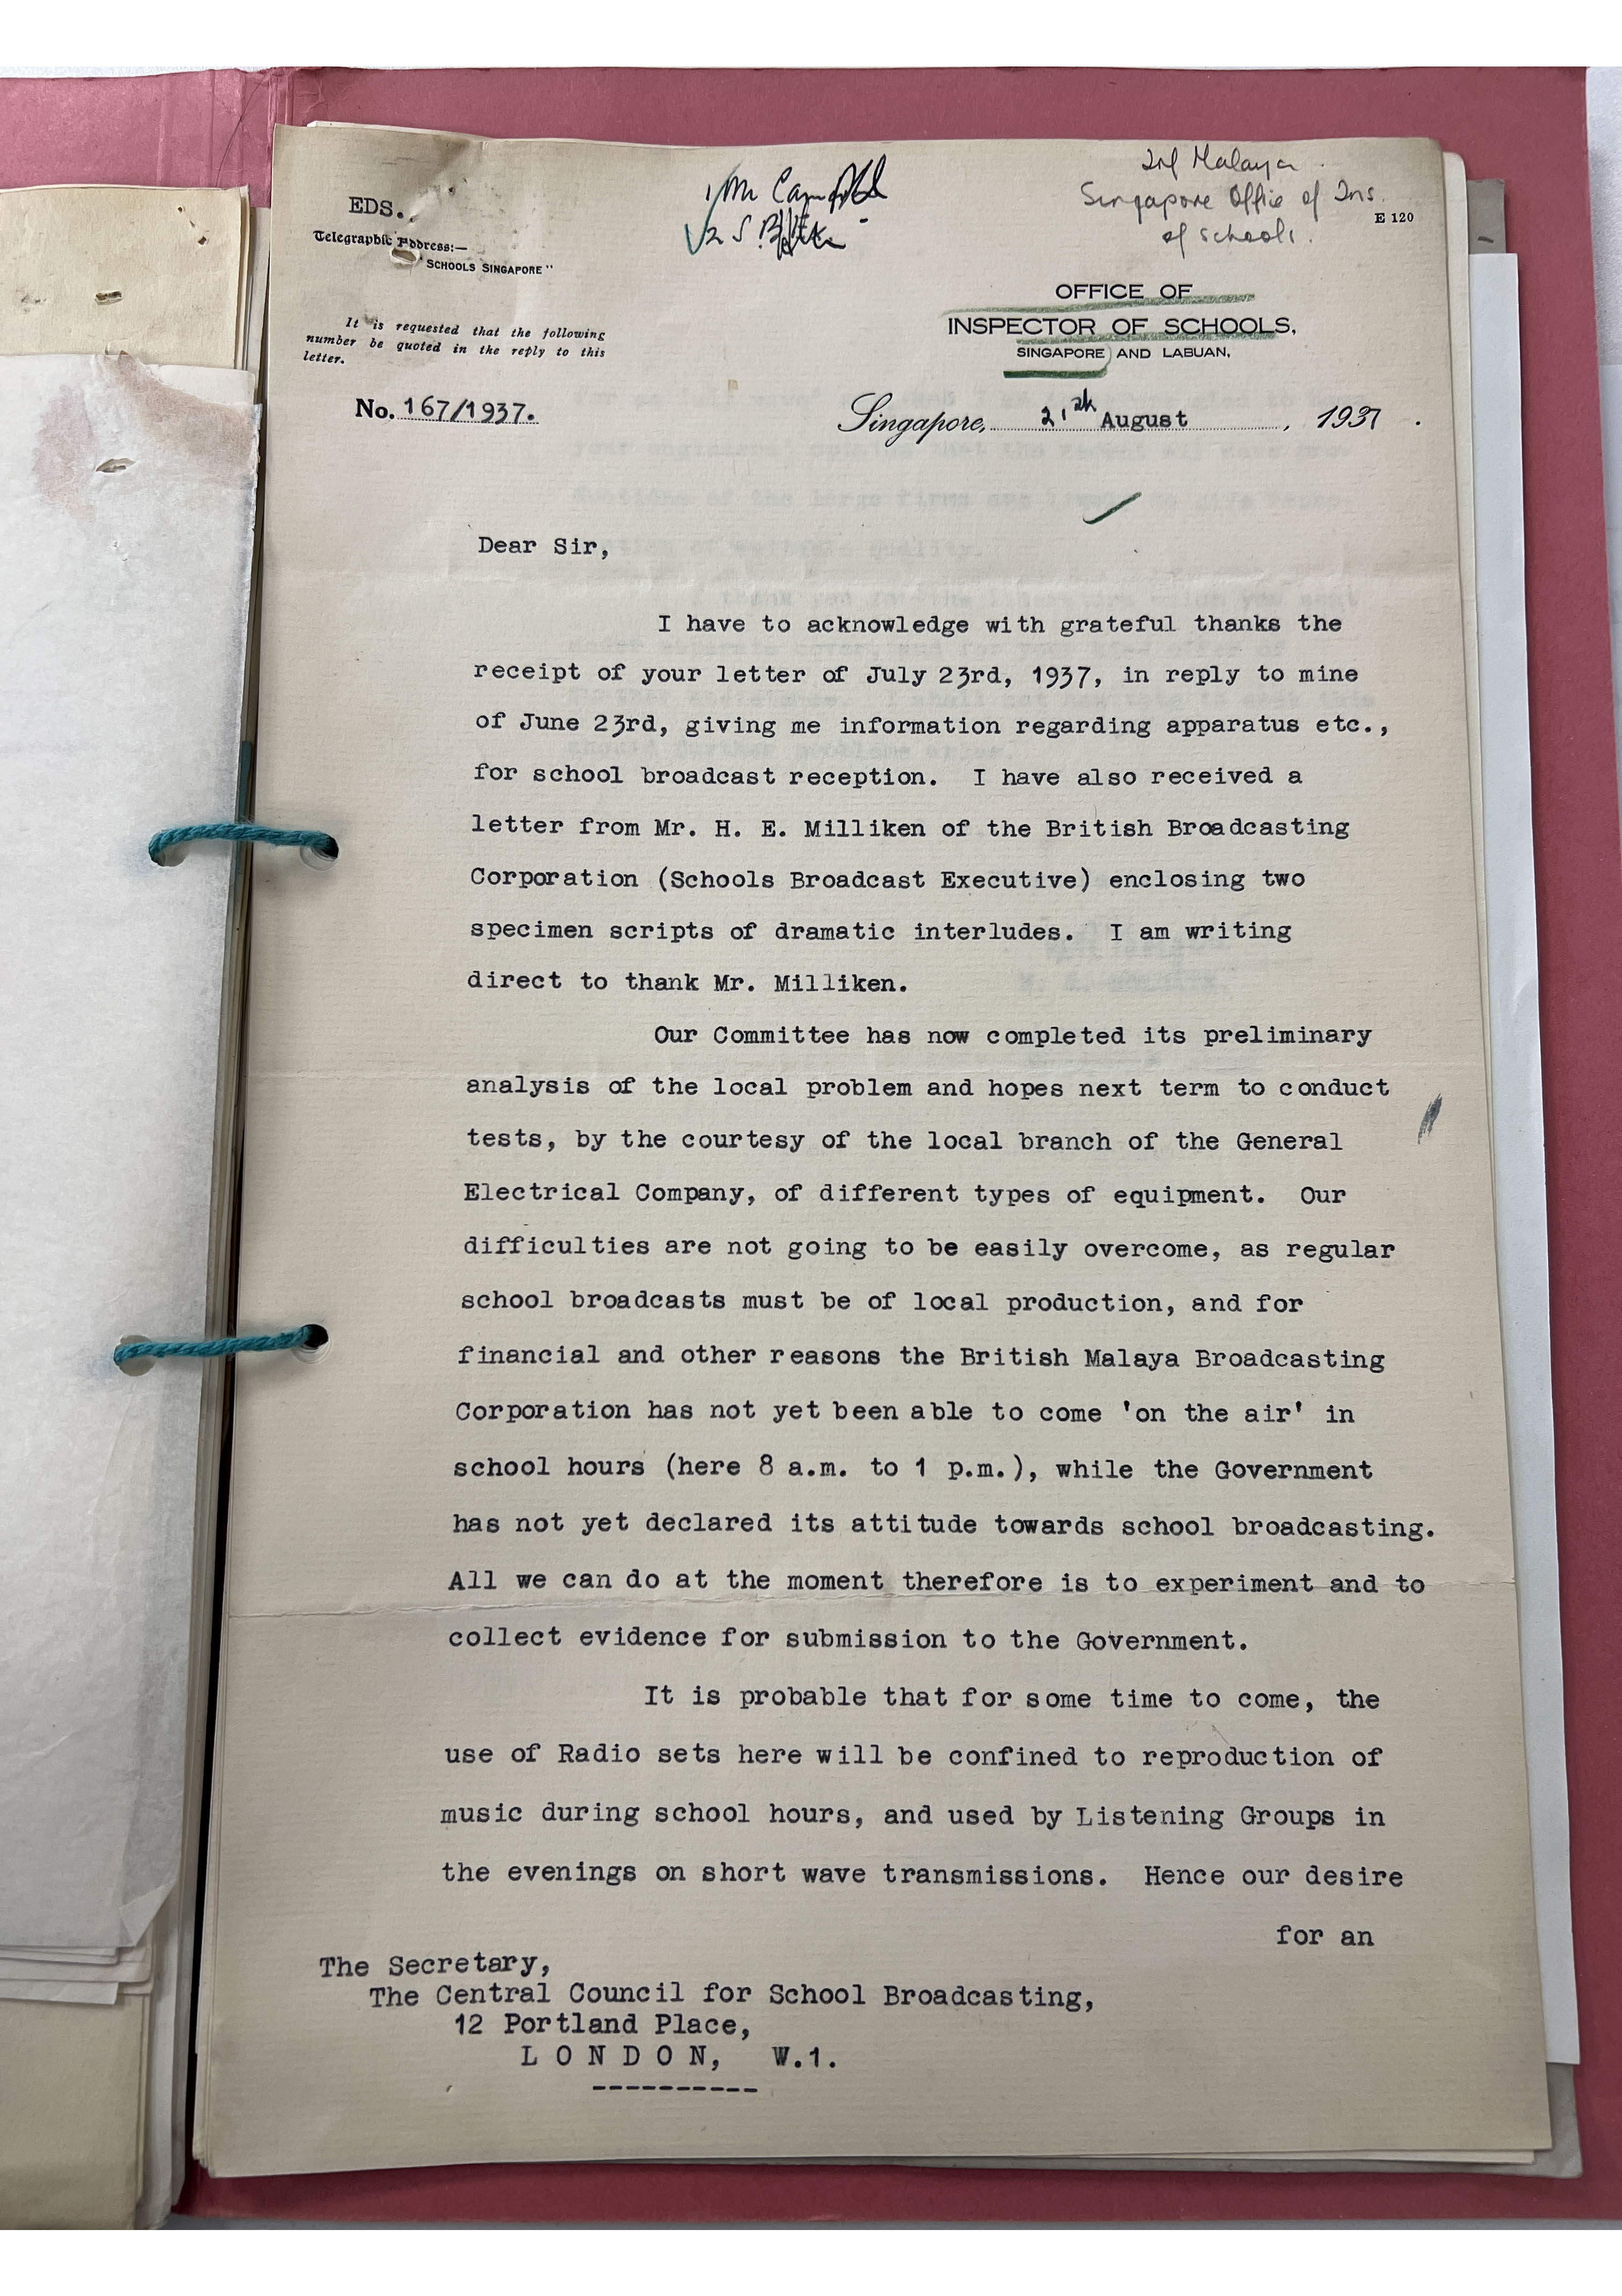 EDS.
Telegraphic Address:—
"SCHOOLS SINGAPORE"
1/Mr Campbell
2 S.
Ind Malaya.
Singapore Office of Ins.
of schools.
E 120
It is requested that the following
number be quoted in the reply to this
letter.
OFFICE OF
INSPECTOR OF SCHOOLS,
SINGAPORE AND LABUAN,
No. 167/1937.
Singapore, 21st August, 1937.
Dear Sir,
I have to acknowledge with grateful thanks the
receipt of your letter of July 23rd, 1937, in reply to mine
of June 23rd, giving me information regarding apparatus etc.,
for school broadcast reception. I have also received a
letter from Mr. H. E. Milliken of the British Broadcasting
Corporation (Schools Broadcast Executive) enclosing two
specimen scripts of dramatic interludes. I am writing
direct to thank Mr. Milliken.
Our Committee has now completed its preliminary
analysis of the local problem and hopes next term to conduct
tests, by the courtesy of the local branch of the General
Electrical Company, of different types of equipment. Our
difficulties are not going to be easily overcome, as regular
school broadcasts must be of local production, and for
financial and other reasons the British Malaya Broadcasting
Corporation has not yet been able to come 'on the air' in
school hours (here 8 a.m. to 1 p.m.), while the Government
has not yet declared its attitude towards school broadcasting.
All we can do at the moment therefore is to experiment and to
collect evidence for submission to the Government.
It is probable that for some time to come, the
use of Radio sets here will be confined to reproduction of
music during school hours, and used by Listening Groups in
the evenings on short wave transmissions. Hence our desire
for an
The Secretary,
The Central Council for School Broadcasting,
12 Portland Place,
L O N D O N, W.1.
----------